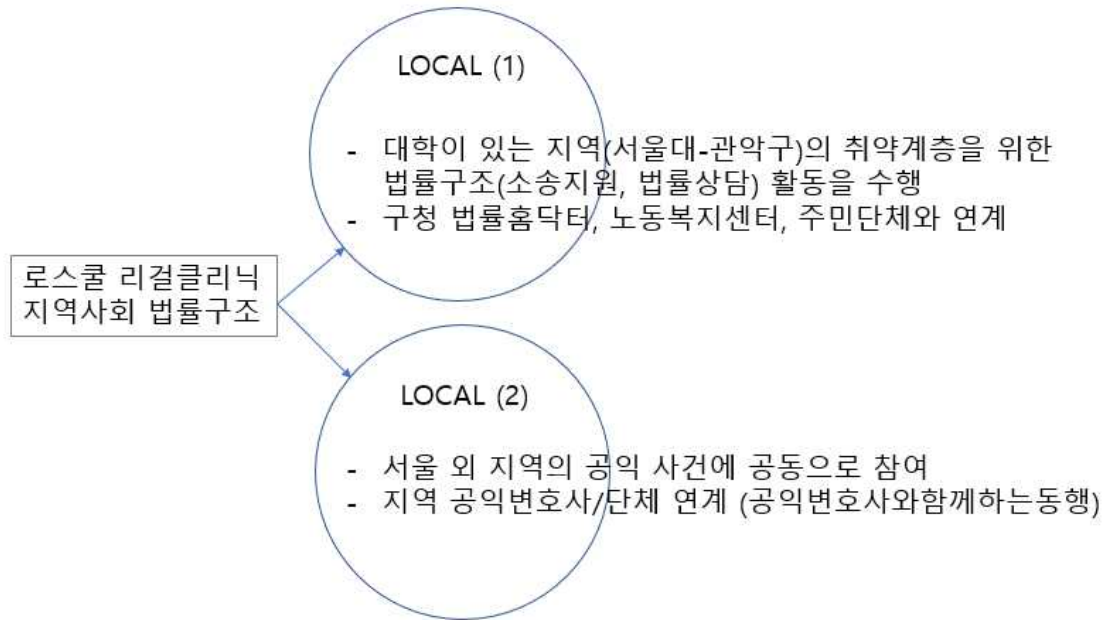 LOCAL (1)
- 대학이 있는 지역(서울대-관악구)의 취약계층을 위한
법률구조(소송지원, 법률상담) 활동을 수행
- 구청 법률홈닥터, 노동복지센터, 주민단체와 연계
로스쿨 리걸클리닉
지역사회 법률구조
LOCAL (2)
- 서울 외 지역의 공익 사건에 공동으로 참여
- 지역 공익변호사/단체 연계 (공익변호사와함께하는동행)